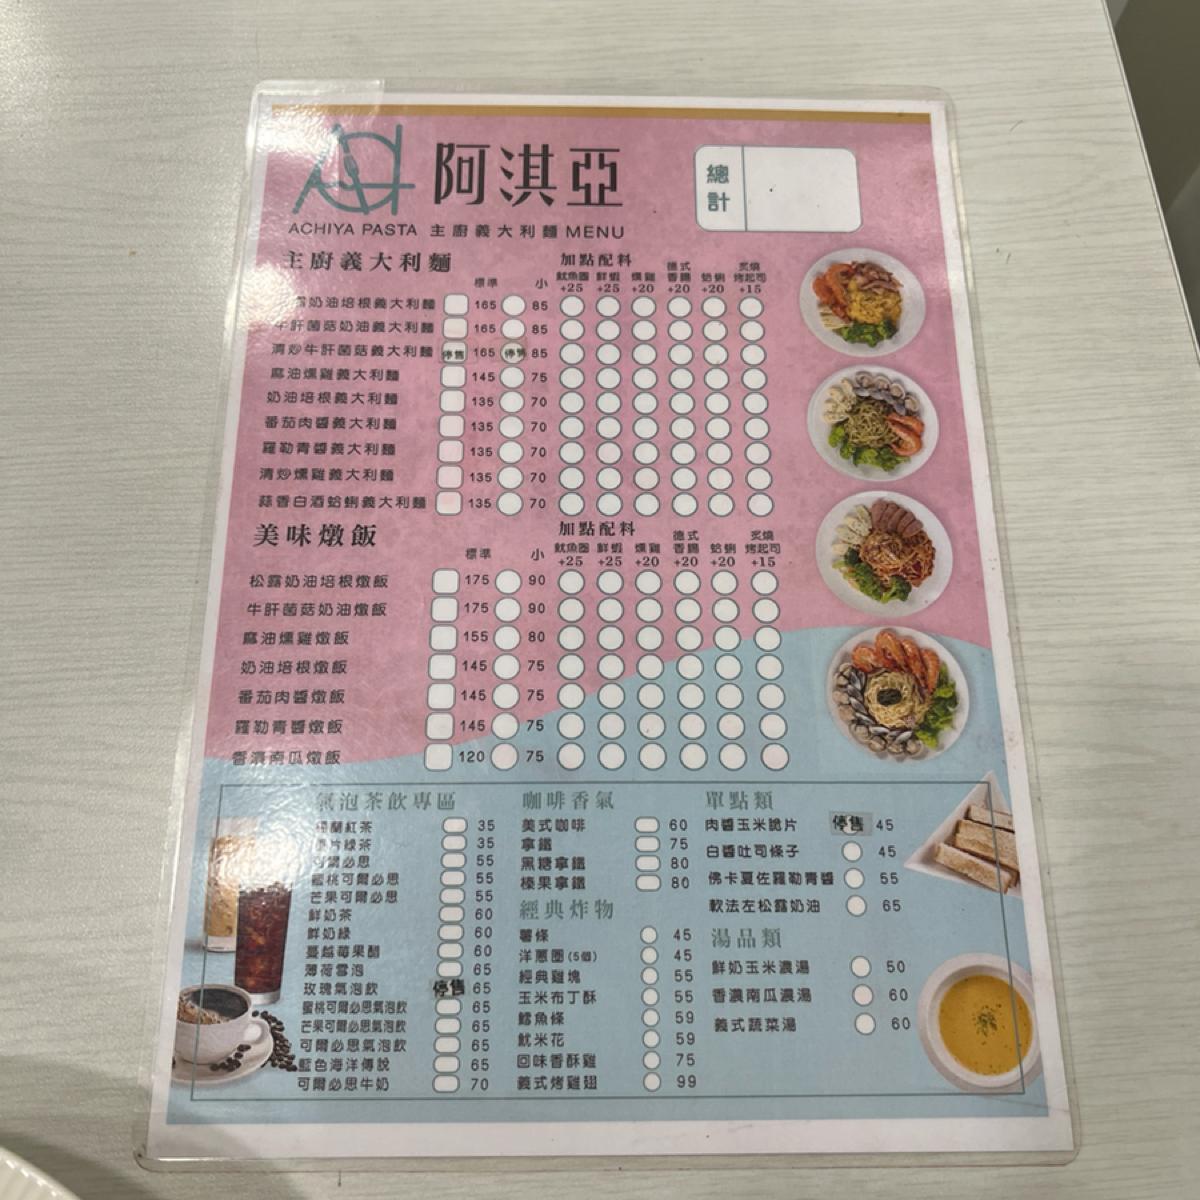 阿淇亞
總計
ACHIYA PASTA 主廚義大利麵 MENU
主廚義大利麵
標準 小
加點配料
魷魚圈+25 鮮蝦+25 燻雞+20 德式香腸+20 蛤蜊+20 炙燒烤起司+15
奶油培根義大利麵 165 85
牛肝菌菇奶油義大利麵 165 85
清炒牛肝菌菇義大利麵 停售 165 停售 85
麻油燻雞義大利麵 145 75
奶油培根義大利麵 135 70
番茄肉醬義大利麵 135 70
羅勒青醬義大利麵 135 70
清炒燻雞義大利麵 135 70
蒜香白酒蛤蜊義大利麵 135 70
美味燉飯
標準 小
加點配料
魷魚圈+25 鮮蝦+25 燻雞+20 德式香腸+20 蛤蜊+20 炙燒烤起司+15
松露奶油培根燉飯 175 90
牛肝菌菇奶油燉飯 175 90
麻油燻雞燉飯 155 80
奶油培根燉飯 145 75
番茄肉醬燉飯 145 75
羅勒青醬燉飯 145 75
香濃南瓜燉飯 120 75
氣泡茶飲專區
紅茶 35
綠茶 35
可爾必思 55
蜜桃可爾必思 55
芒果可爾必思 55
鮮奶茶 60
鮮奶綠 60
蔓越莓果醋 60
薄荷雪泡 65
玫瑰氣泡飲 停售 65
蜜桃可爾必思氣泡飲 65
芒果可爾必思氣泡飲 65
可爾必思氣泡飲 65
藍色海洋傳說 65
可爾必思牛奶 70
咖啡香氣
美式咖啡 60
拿鐵 75
黑糖拿鐵 80
榛果拿鐵 80
經典炸物
薯條 45
洋蔥圈(5個) 45
經典雞塊 55
玉米布丁酥 55
鱈魚條 59
魷米花 59
回味香酥雞 75
義式烤雞翅 99
單點類
肉醬玉米脆片 停售 45
白醬吐司條子 45
佛卡夏佐羅勒青醬 55
軟法佐松露奶油 65
湯品類
鮮奶玉米濃湯 50
香濃南瓜濃湯 60
義式蔬菜湯 60